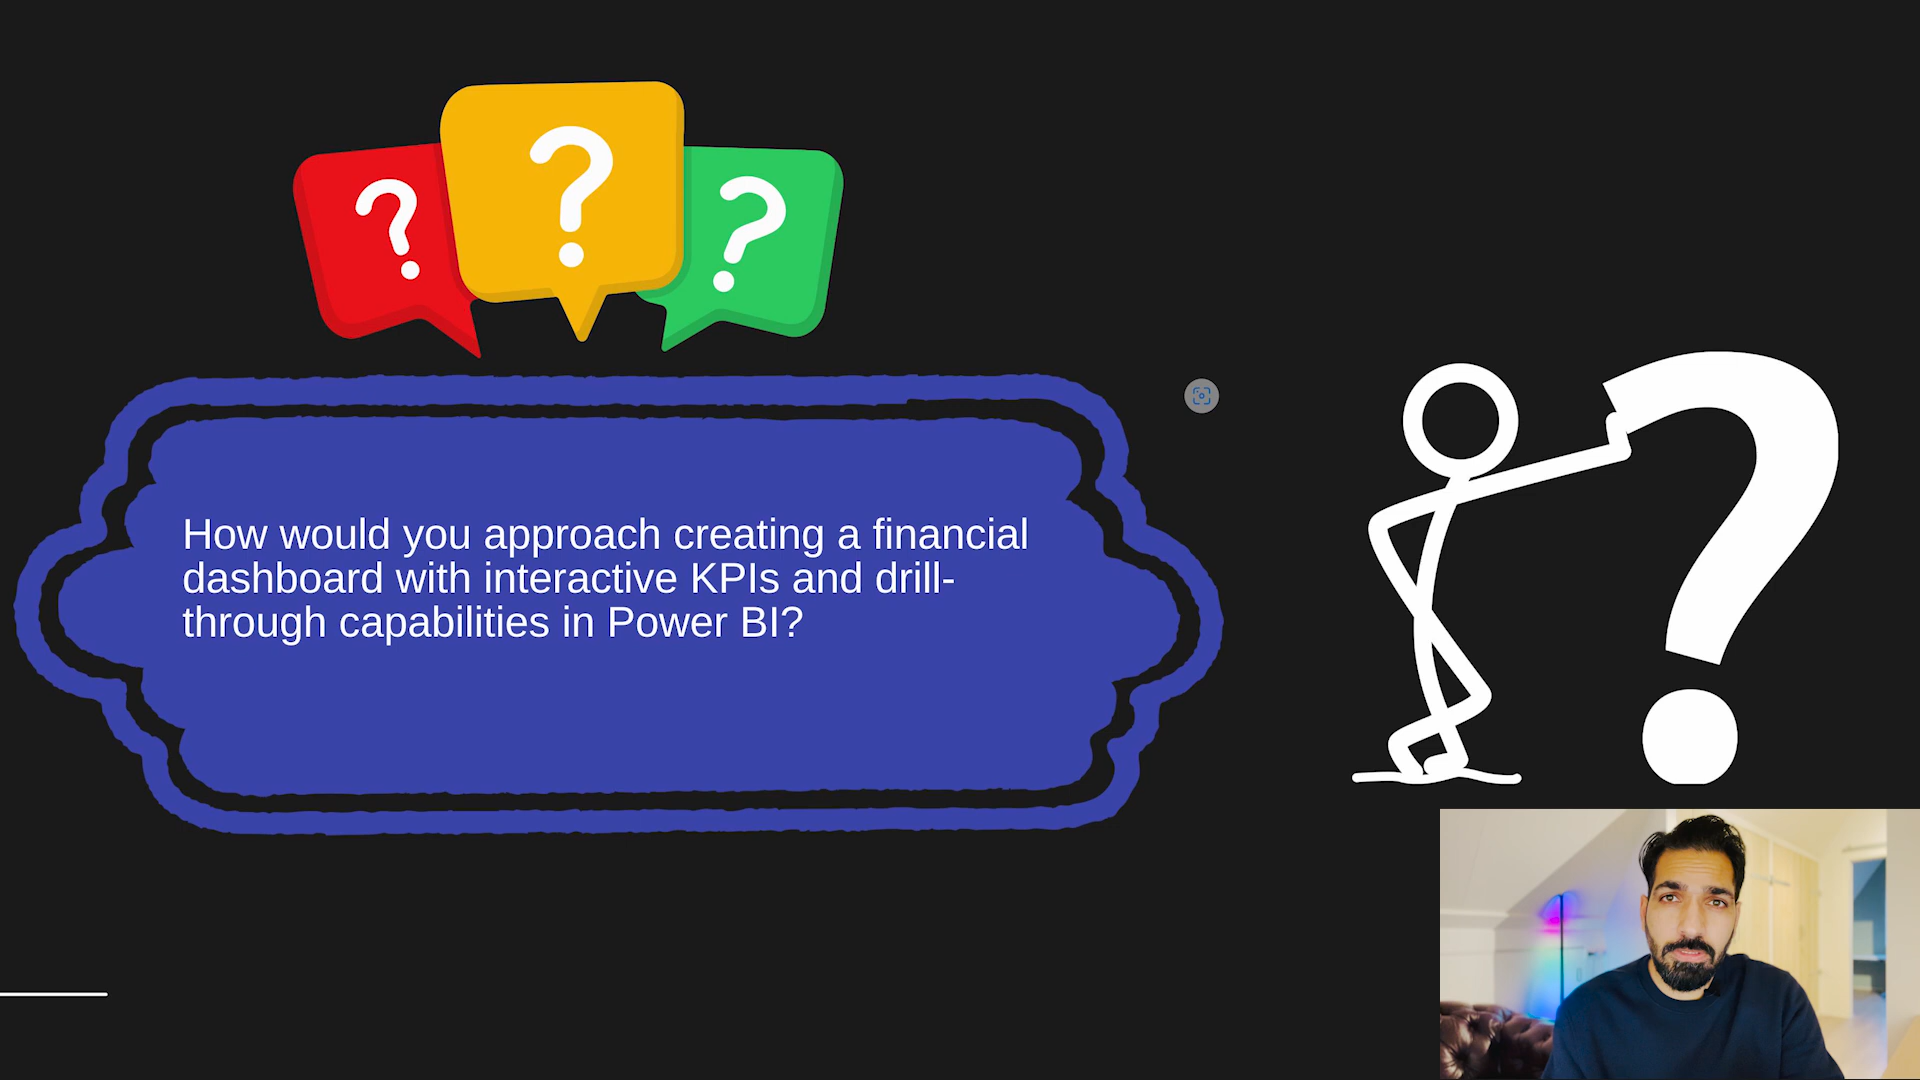 ?
?
?
How would you approach creating a financial
dashboard with interactive KPIs and drill-
through capabilities in Power BI?
?